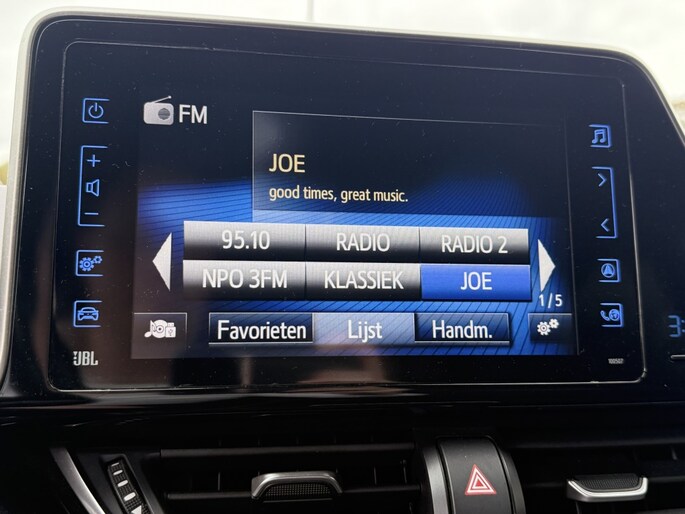 FM
JOE
good times, great music.
95.10 RADIO RADIO 2
NPO 3FM KLASSIEK JOE
1/5
Favorieten Lijst Handm.
JBL